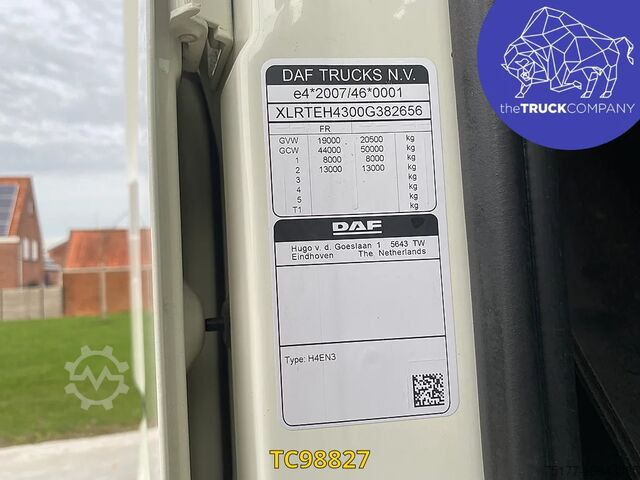 DAF TRUCKS N.V.
e4*2007/46*0001
XLRTEH4300G382656
FR
GVW 19000 20500 kg
GCW 44000 50000 kg
1 8000 8000 kg
2 13000 13000 kg
3 kg
4 kg
5 kg
T1 kg
DAF
Hugo v. d. Goeslaan 1 5643 TW
Eindhoven The Netherlands
Type: H4EN3
theTRUCKCOMPANY
TC98827